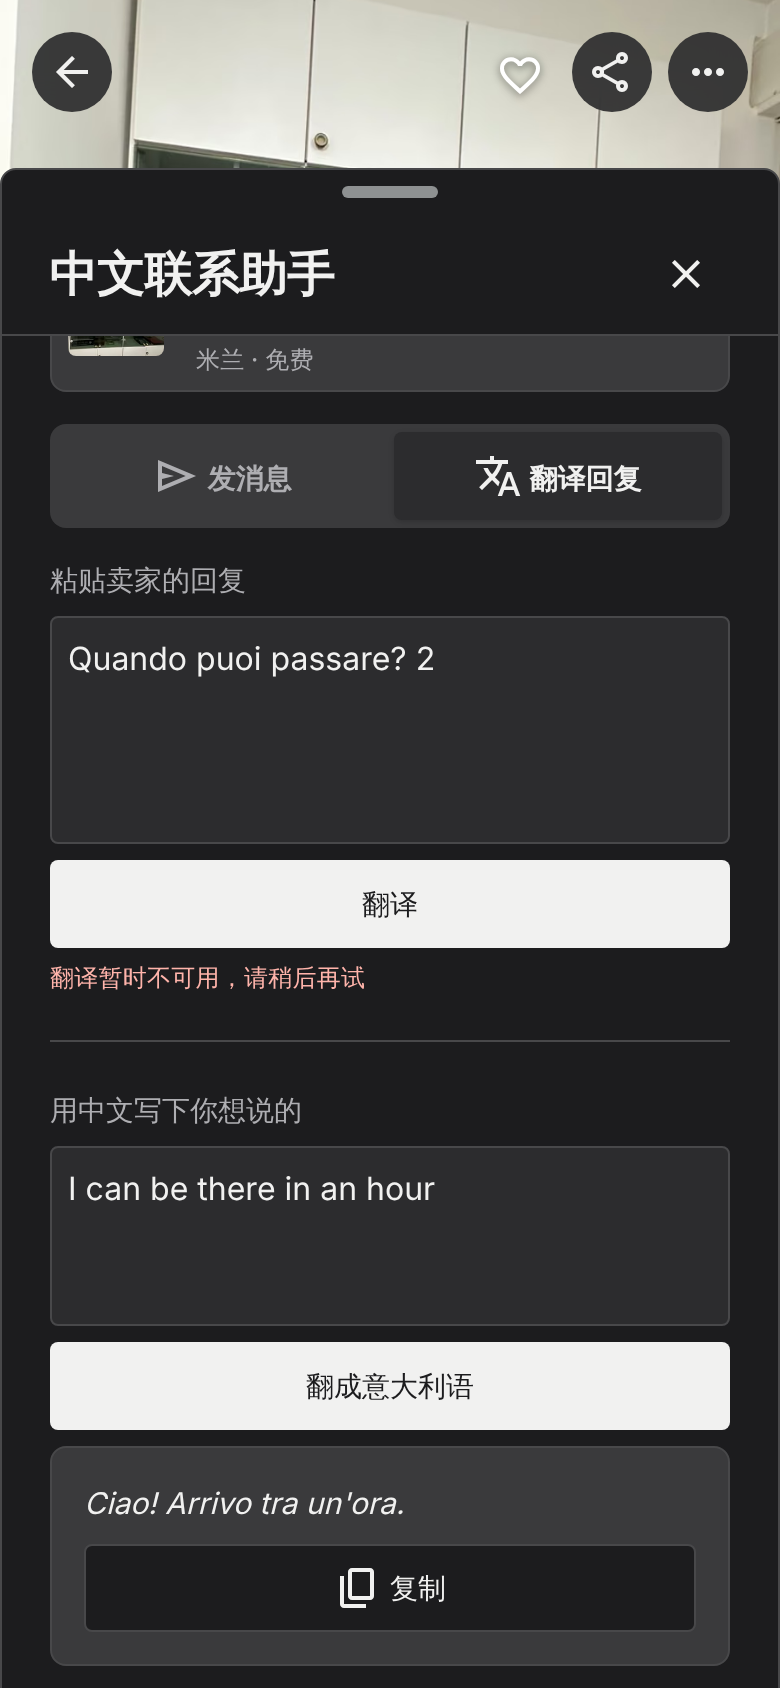 中文联系助手
米兰 · 免费
发消息
翻译回复
粘贴卖家的回复
Quando puoi passare? 2
翻译
翻译暂时不可用，请稍后再试
用中文写下你想说的
I can be there in an hour
翻成意大利语
Ciao! Arrivo tra un'ora.
复制